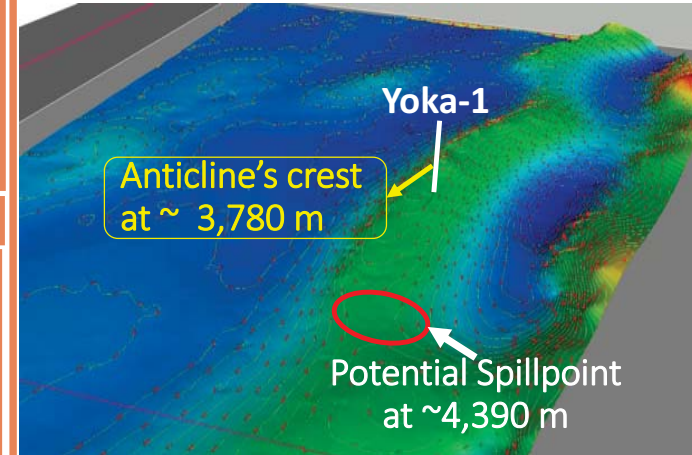 Yoka-1
Anticline's crest
at ~ 3,780 m
Potential Spillpoint
at ~4,390 m